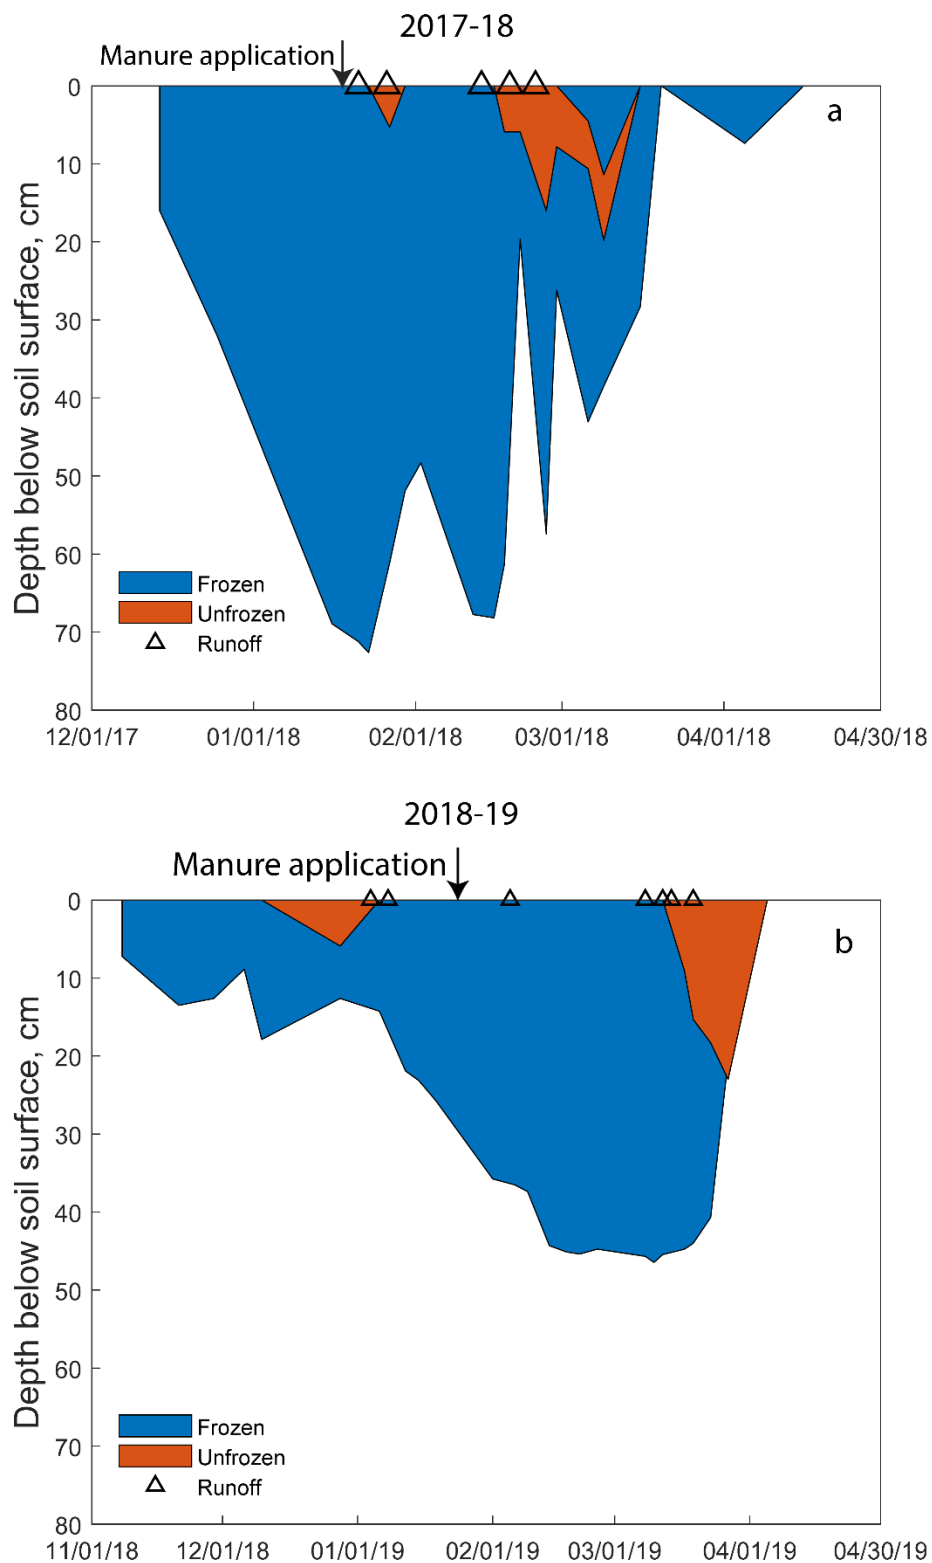 2017-18
Manure application
a
0
10
20
30
40
50
60
70
80
Depth below soil surface, cm
Frozen
Unfrozen
Runoff
12/01/17 01/01/18 02/01/18 03/01/18 04/01/18 04/30/18
2018-19
Manure application
b
0
10
20
30
40
50
60
70
80
Depth below soil surface, cm
Frozen
Unfrozen
Runoff
11/01/18 12/01/18 01/01/19 02/01/19 03/01/19 04/01/19 04/30/19